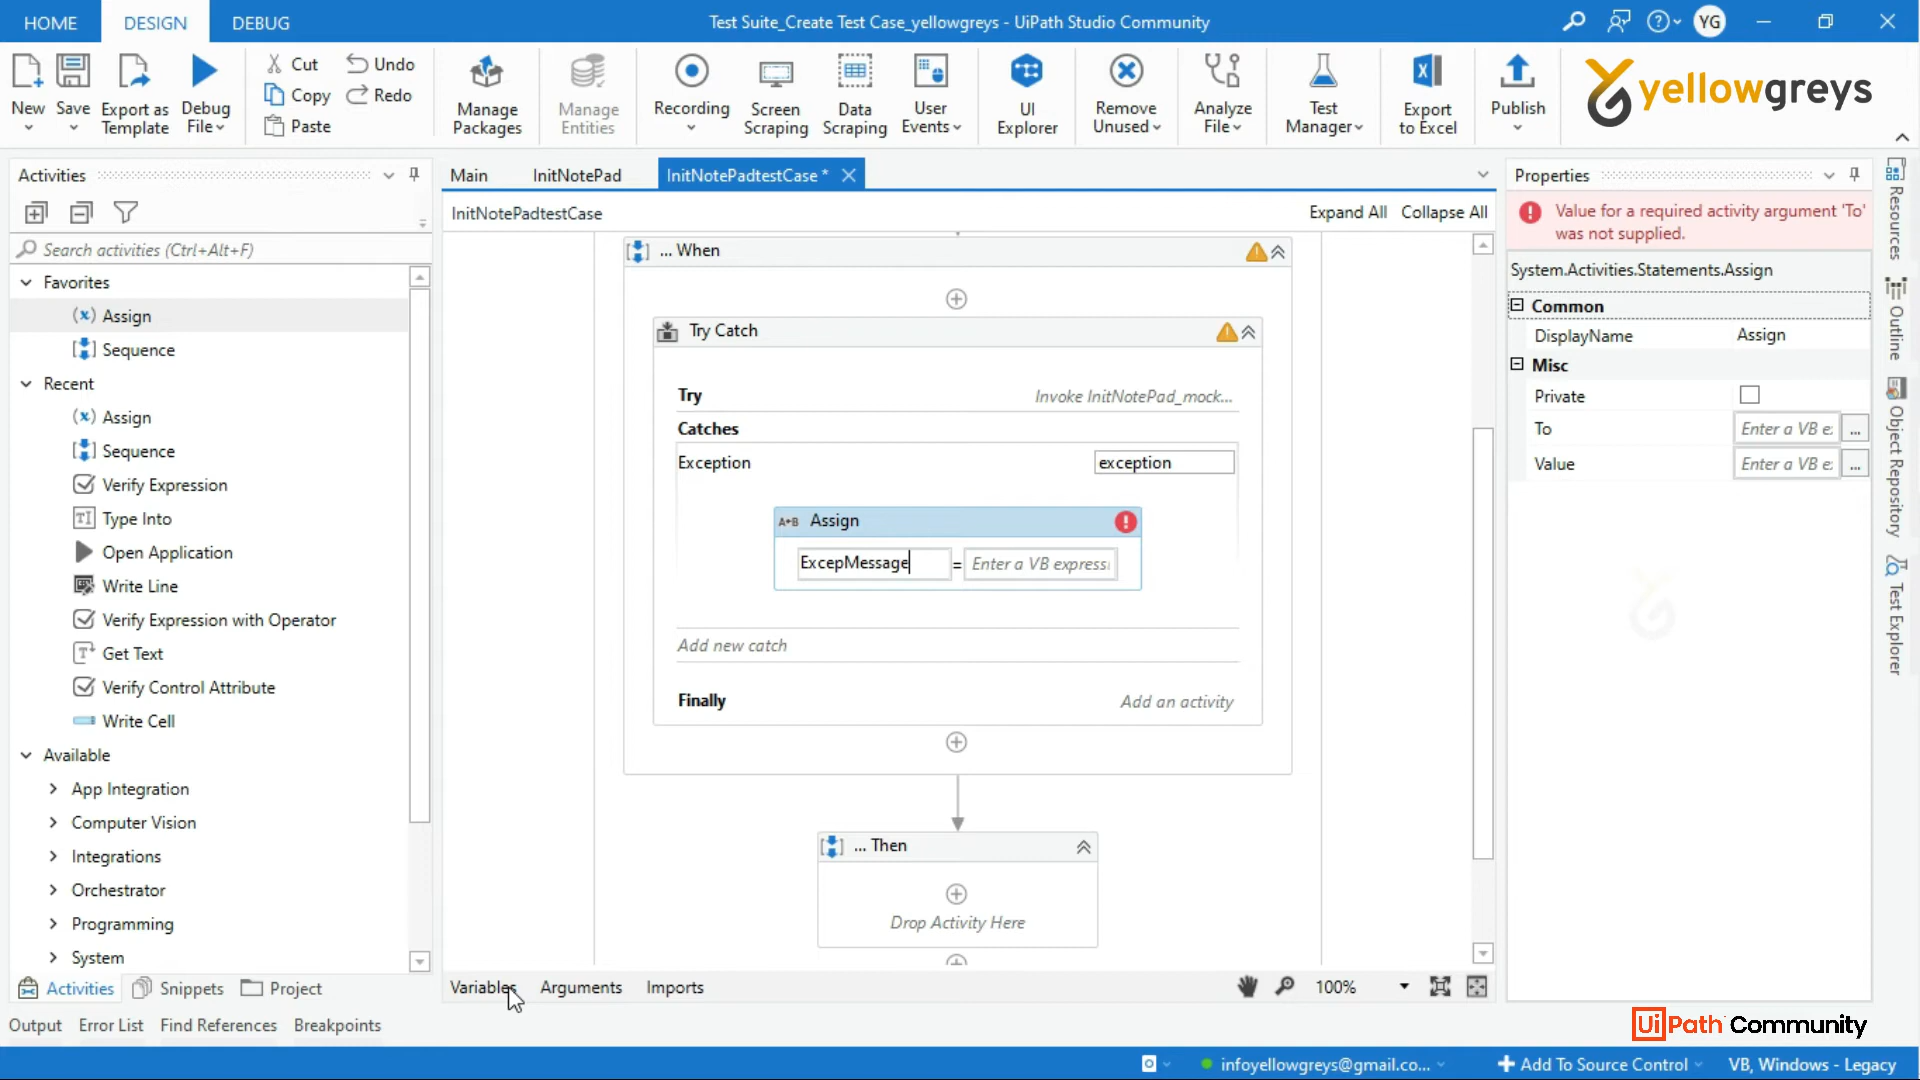 HOME
DESIGN
DEBUG
Test Suite_Create Test Case_yellowgreys - UiPath Studio Community
YG
New
Save
Export as
Template
Debug
File
Cut
Copy
Paste
Undo
Redo
Manage
Packages
Manage
Entities
Recording
Screen
Scraping
Data
Scraping
User
Events
UI
Explorer
Remove
Unused
Analyze
File
Test
Manager
Export
to Excel
Publish
yellowgreys
Activities
Search activities (Ctrl+Alt+F)
Favorites
(x) Assign
Sequence
Recent
(x) Assign
Sequence
Verify Expression
Type Into
Open Application
Write Line
Verify Expression with Operator
Get Text
Verify Control Attribute
Write Cell
Available
App Integration
Computer Vision
Integrations
Orchestrator
Programming
System
Activities
Snippets
Project
Main
InitNotePad
InitNotePadtestCase *
InitNotePadtestCase
Expand All
Collapse All
... When
Try Catch
Try
Invoke InitNotePad_mock...
Catches
Exception
exception
A+B Assign
ExcepMessage = Enter a VB expressi
Add new catch
Finally
Add an activity
... Then
Drop Activity Here
Variables
Arguments
Imports
100%
Properties
Value for a required activity argument 'To'
was not supplied.
System.Activities.Statements.Assign
Common
DisplayName
Assign
Misc
Private
To
Enter a VB e:
...
Value
Enter a VB e:
...
Resources
Outline
Object Repository
Test Explorer
Output
Error List
Find References
Breakpoints
UiPath Community
infoyellowgreys@gmail.co...
Add To Source Control
VB, Windows - Legacy